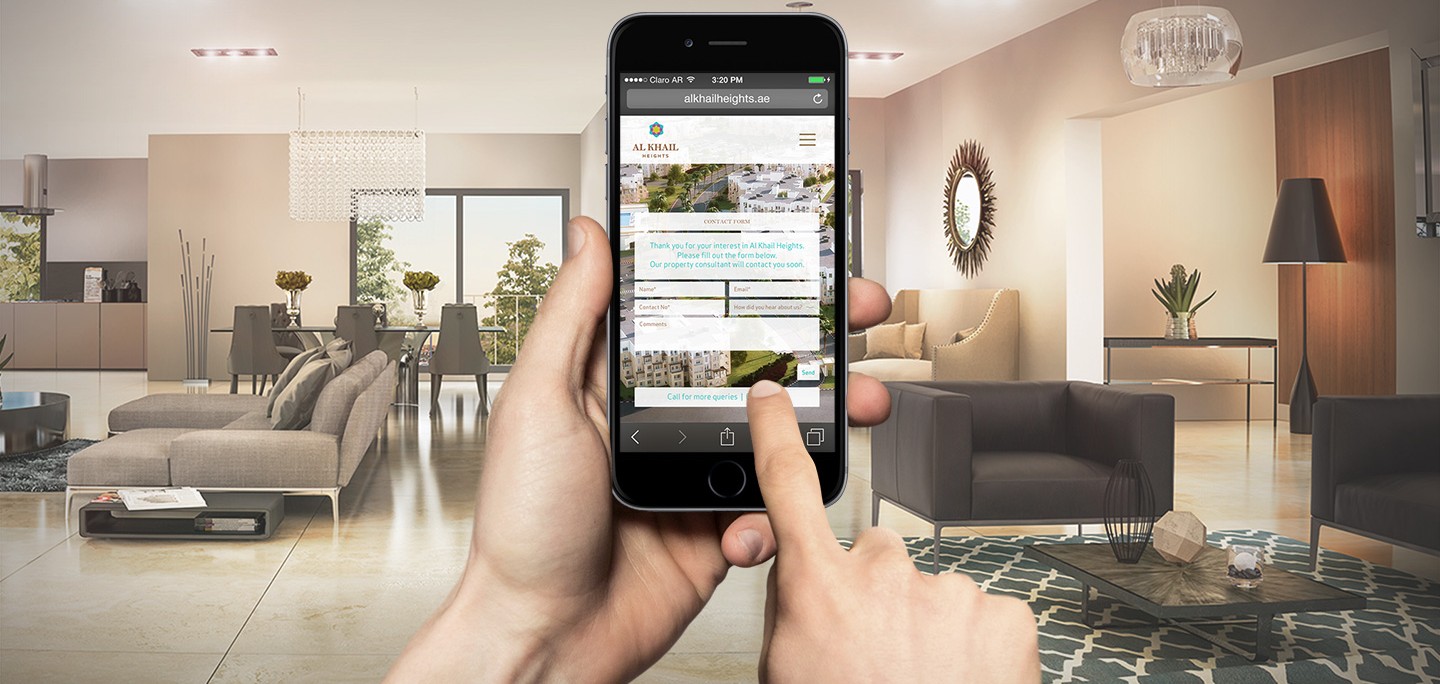 Claro AR
3:20 PM
alkhailheights.ae
AL KHAIL
HEIGHTS
CONTACT FORM
Thank you for your interest in Al Khail Heights.
Please fill out the form below.
Our property consultant will contact you soon.
Name*
Email*
Contact No*
How did you hear about us?
Comments
Send
Call for more queries |